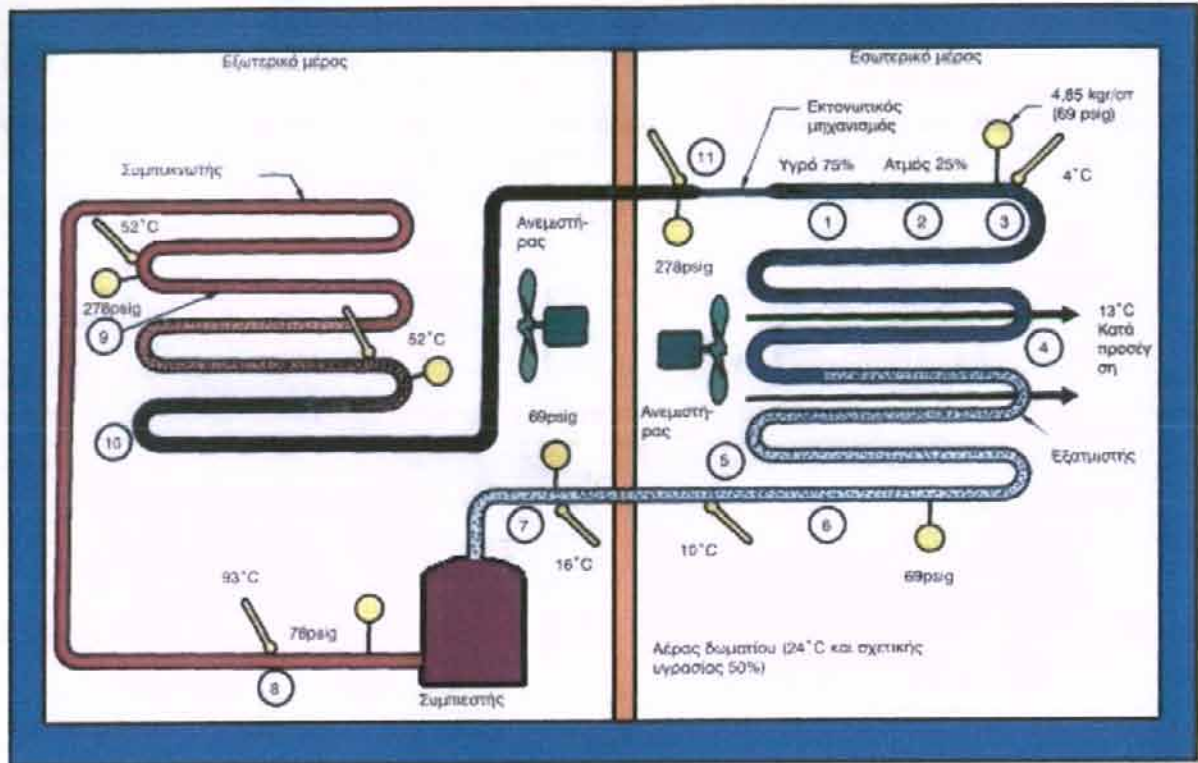 Εξωτερικό μέρος
Εσωτερικό μέρος
4,85 kgr/cm
(69 psig)
Εκτονωτικός
μηχανισμός
11
Υγρό 75%
Ατμός 25%
4°C
Συμπυκνωτής
1
2
3
52°C
Ανεμιστή-
ρας
278psig
278psig
9
52°C
13°C
Κατά
προσέγ
ση
4
69psig
Ανεμιστή-
ρας
10
5
Εξατμιστής
7
6
16°C
10°C
69psig
93°C
78psig
8
Συμπιεστής
Αέρας δωματίου (24°C και σχετικής
υγρασίας 50%)